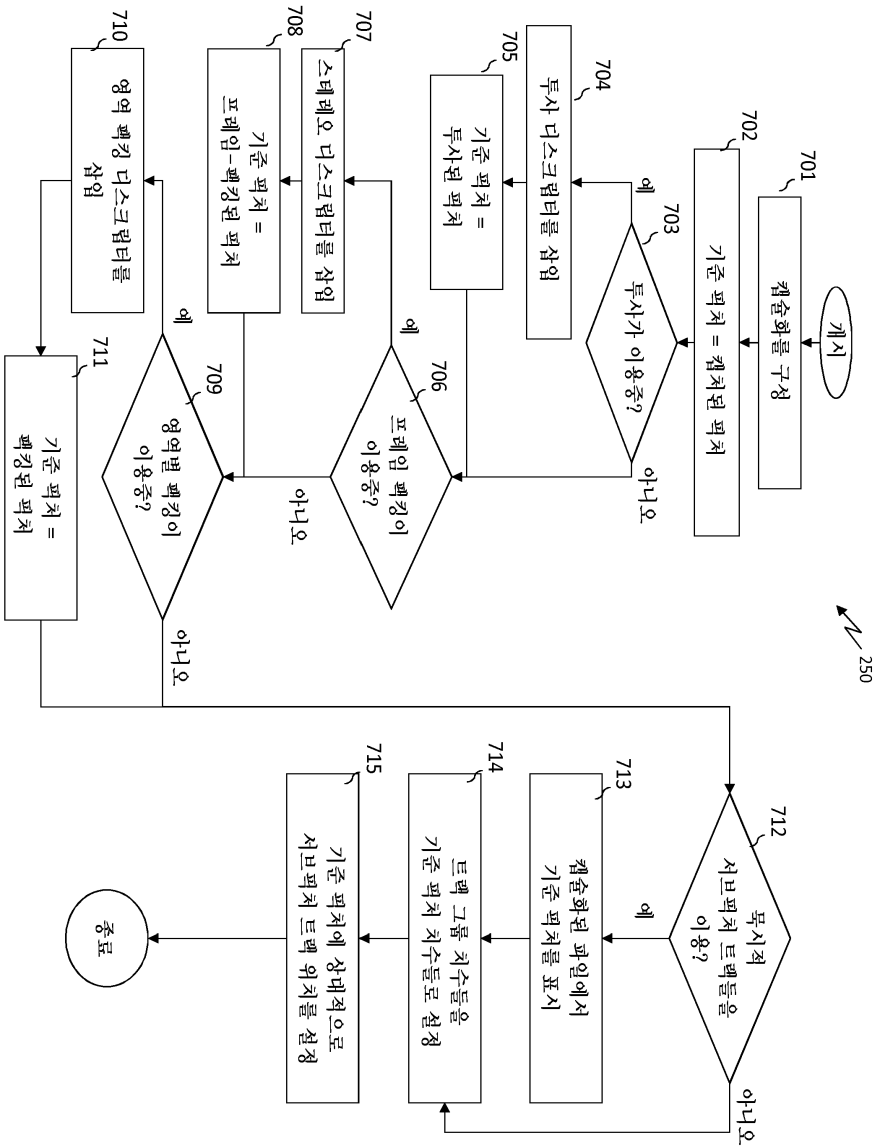 개시
701
캡슐화를 구성
702
기준 픽처 = 캡처된 픽처
703
투사가 이용중?
예
아니오
704
투사 디스크립터를 삽입
705
기준 픽처 =
투사된 픽처
706
프레임 팩킹이
이용중?
예
아니오
707
스테레오 디스크립터를 삽입
708
기준 픽처 =
프레임-팩킹된 픽처
709
영역별 팩킹이
이용중?
예
아니오
710
영역 팩킹 디스크립터를
삽입
711
기준 픽처 =
팩킹된 픽처
250
712
묵시적
서브픽처 트랙들을
이용?
예
아니오
713
캡슐화된 파일에서
기준 픽처를 표시
714
트랙 그룹 치수들을
기준 픽처 치수들로 설정
715
기준 픽처에 상대적으로
서브픽처 트랙 위치를 설정
종료